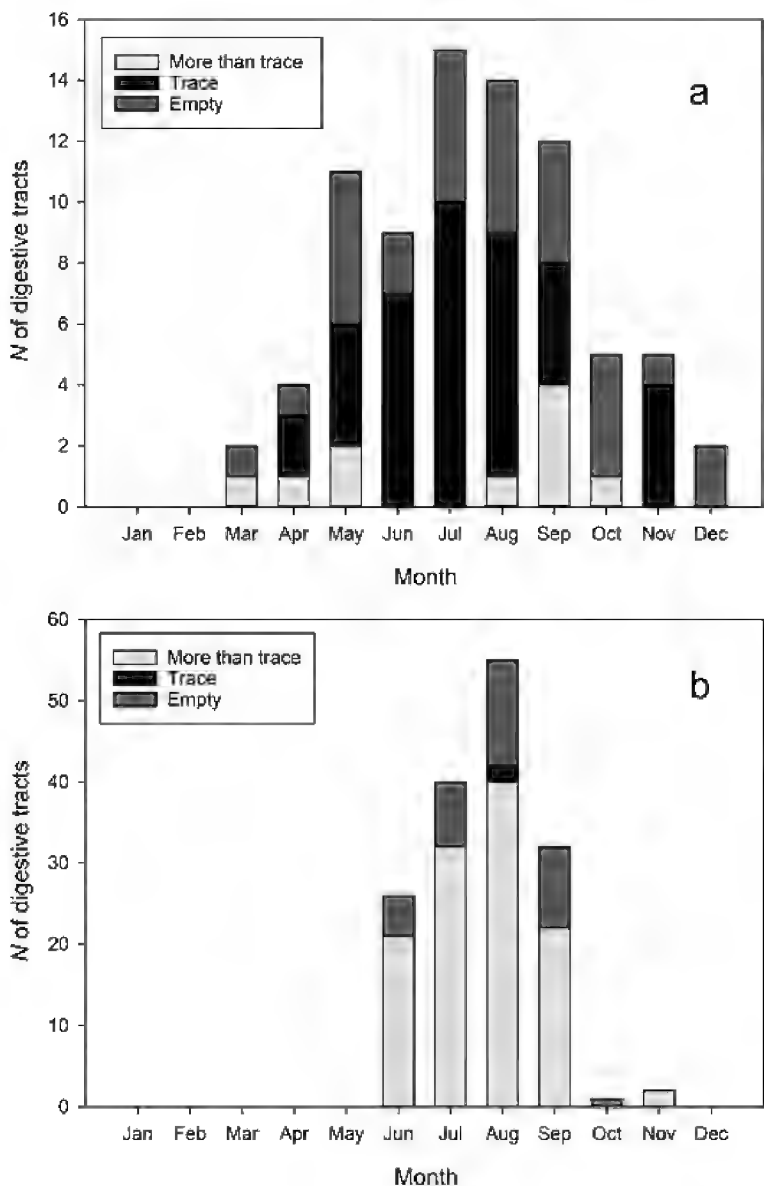 16
14
12
10
8
6
4
2
0
N of digestive tracts
More than trace
Trace
Empty
a
Jan Feb Mar Apr May Jun Jul Aug Sep Oct Nov Dec
Month
60
50
40
30
20
10
0
N of digestive tracts
More than trace
Trace
Empty
b
Jan Feb Mar Apr May Jun Jul Aug Sep Oct Nov Dec
Month